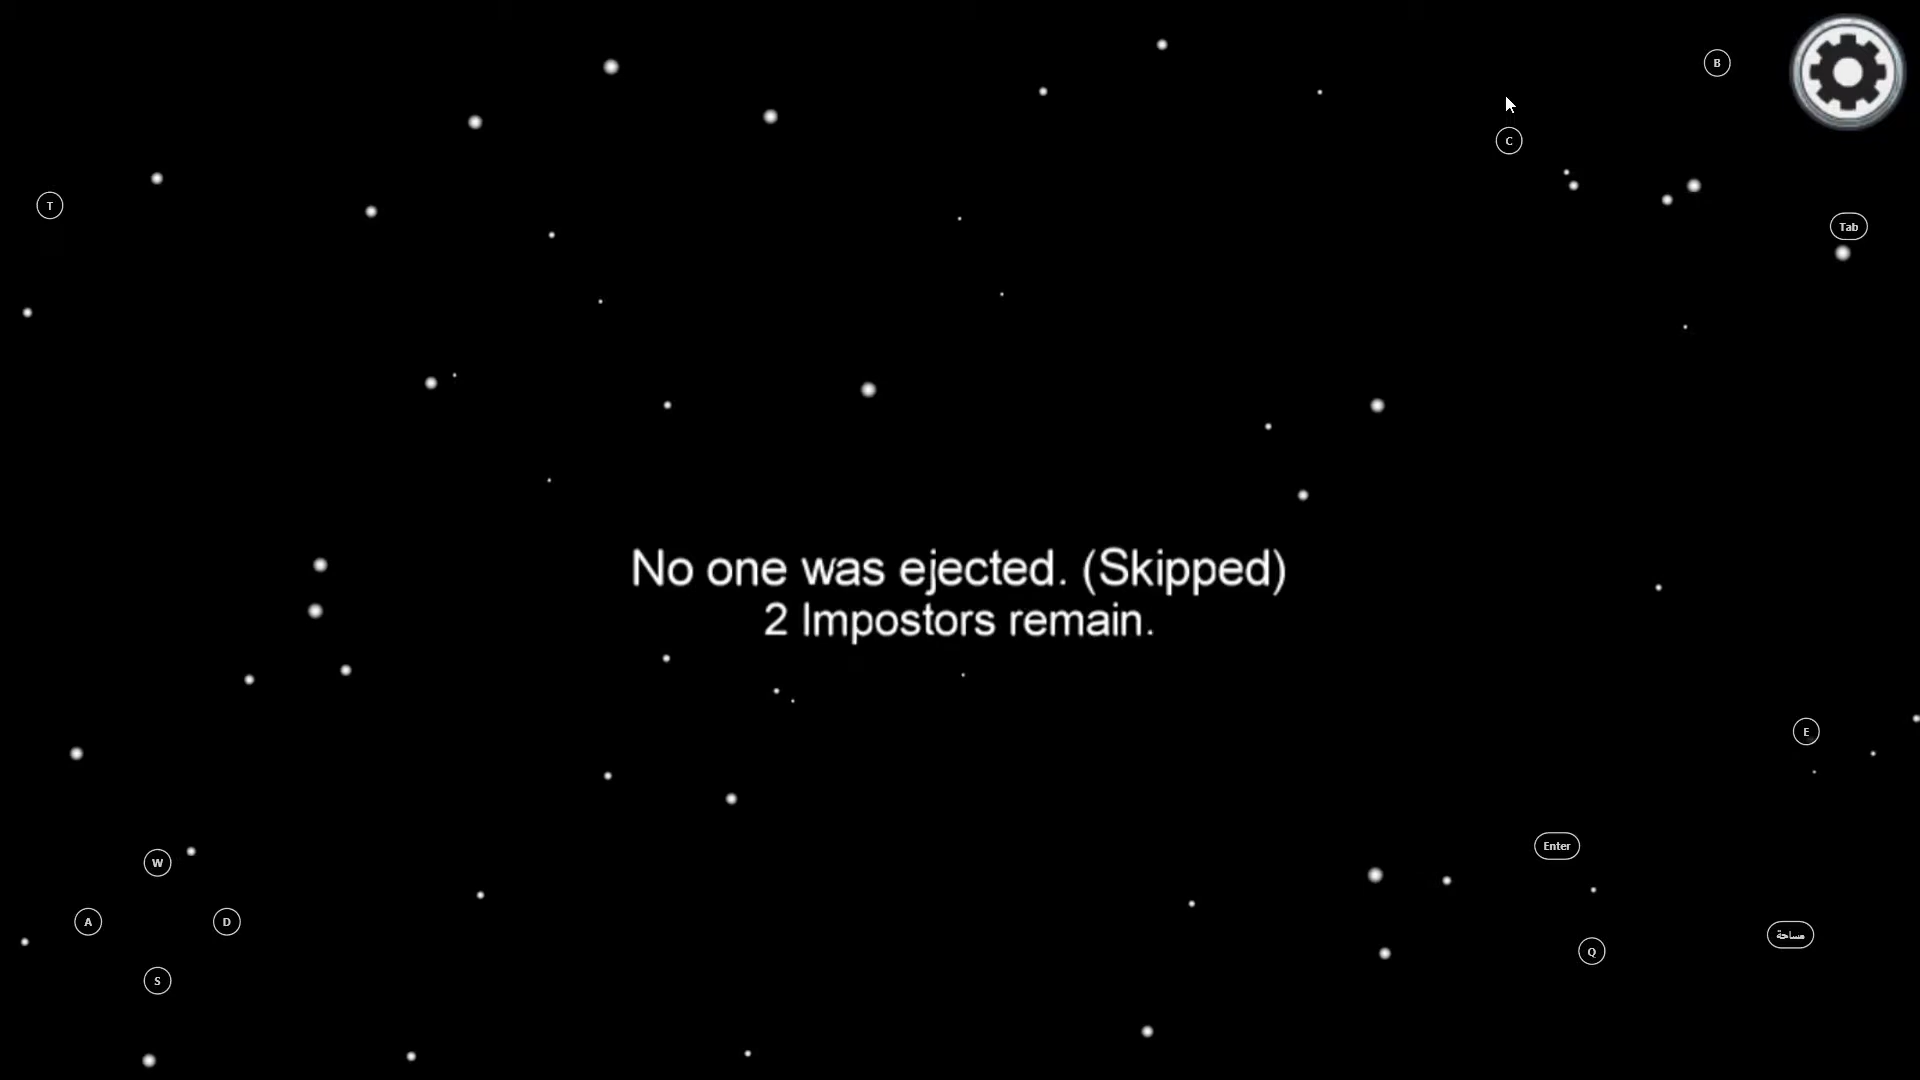 B
C
T
Tab
No one was ejected. (Skipped)
2 Impostors remain.
E
Enter
W
A
D
مساحة
Q
S